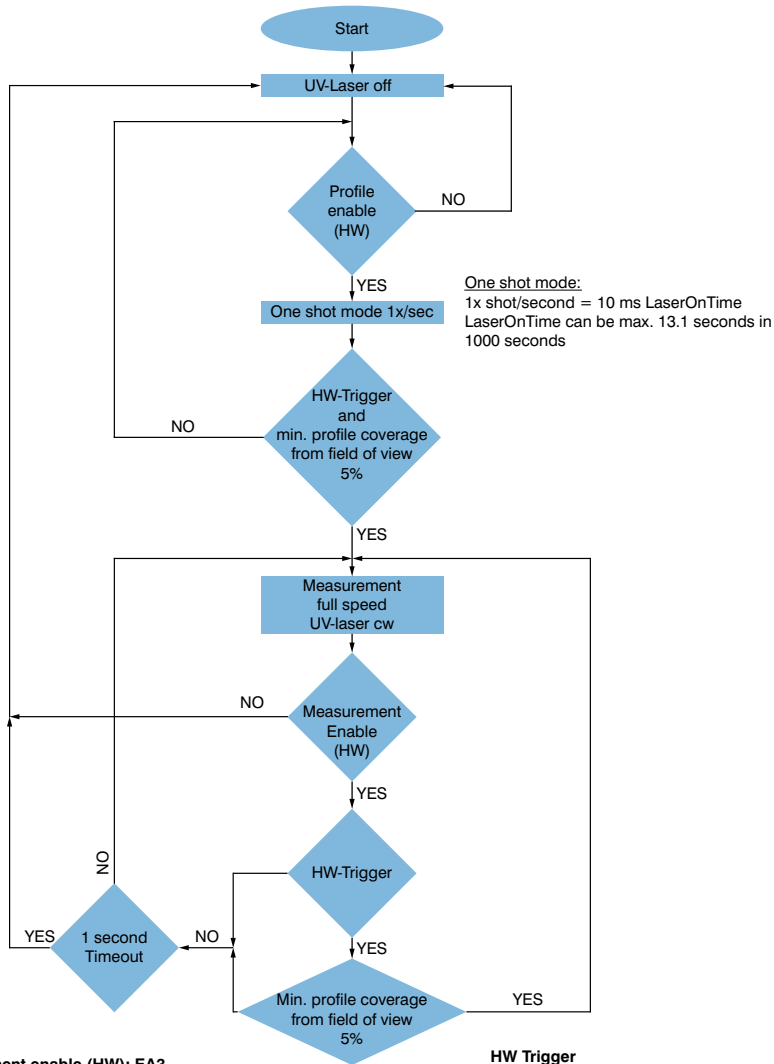 Start
UV-Laser off
Profile
enable
(HW)
NO
YES
One shot mode:
1x shot/second = 10 ms LaserOnTime
LaserOnTime can be max. 13.1 seconds in
1000 seconds
One shot mode 1x/sec
HW-Trigger
and
min. profile coverage
from field of view
5%
NO
YES
Measurement
full speed
UV-laser cw
NO
Measurement
Enable
(HW)
YES
HW-Trigger
NO
YES
1 second
Timeout
NO
YES
Min. profile coverage
from field of view
5%
YES
enable (HW):
HW Trigger